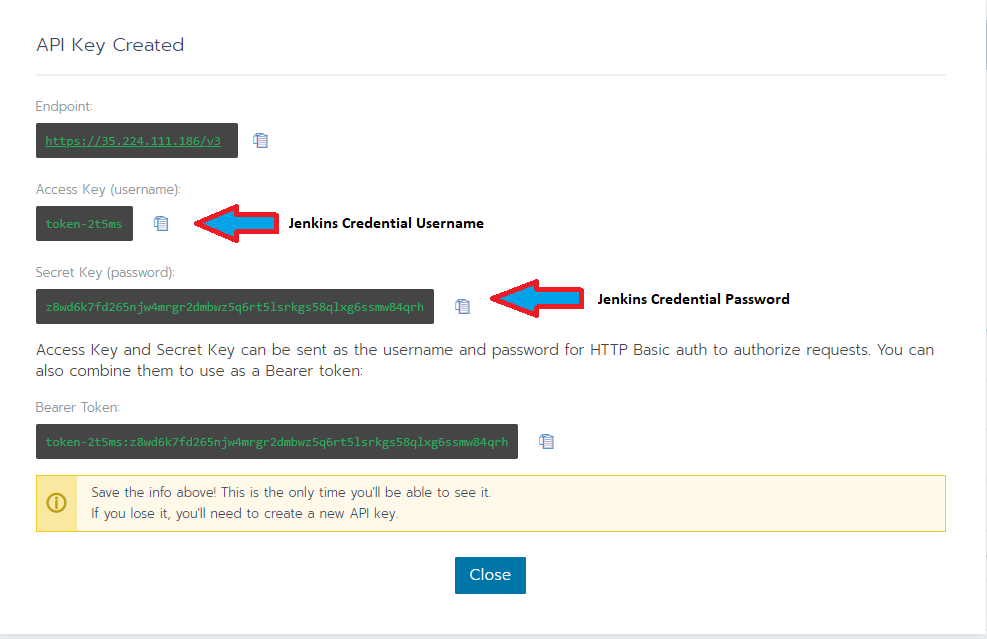 API Key Created
Endpoint:
https://35.224.111.186/v3
Access Key (username):
token-2t5ms
Jenkins Credential Username
Secret Key (password):
z8wd6k7fd265njw4mrgr2dmbwz5q6rt5lsrkgs58qlxg6ssmw84qrh
Jenkins Credential Password
Access Key and Secret Key can be sent as the username and password for HTTP Basic auth to authorize requests. You can
also combine them to use as a Bearer token:
Bearer Token:
token-2t5ms:z8wd6k7fd265njw4mrgr2dmbwz5q6rt5lsrkgs58qlxg6ssmw84qrh
Save the info above! This is the only time you'll be able to see it.
If you lose it, you'll need to create a new API key.
Close